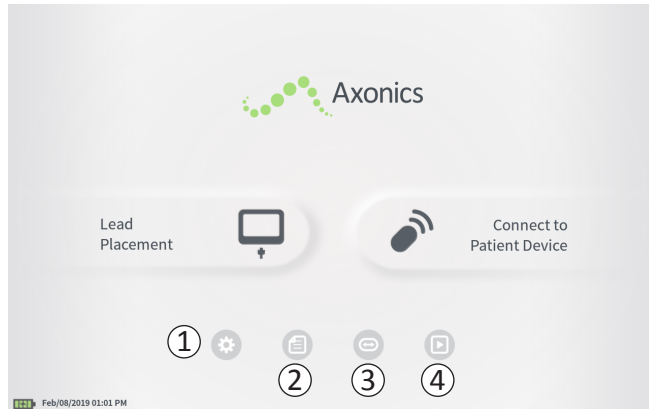 Axonics
Lead
Placement
Connect to
Patient Device
1
2
3
4
Feb/08/2019 01:01 PM